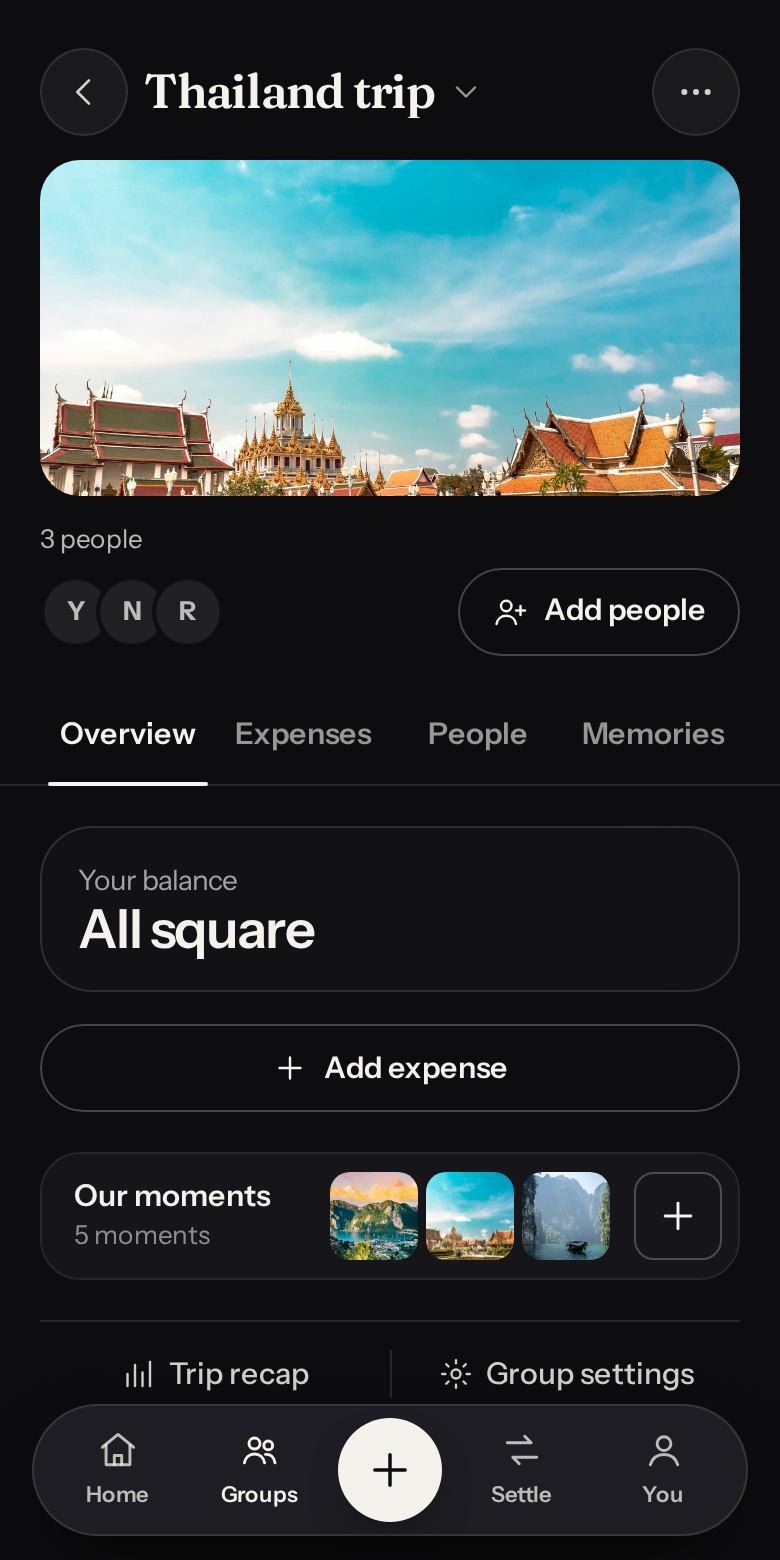 Thailand trip
3 people
Y N R
Add people
Overview Expenses People Memories
Your balance
All square
Add expense
Our moments
5 moments
Trip recap Group settings
Home Groups Settle You